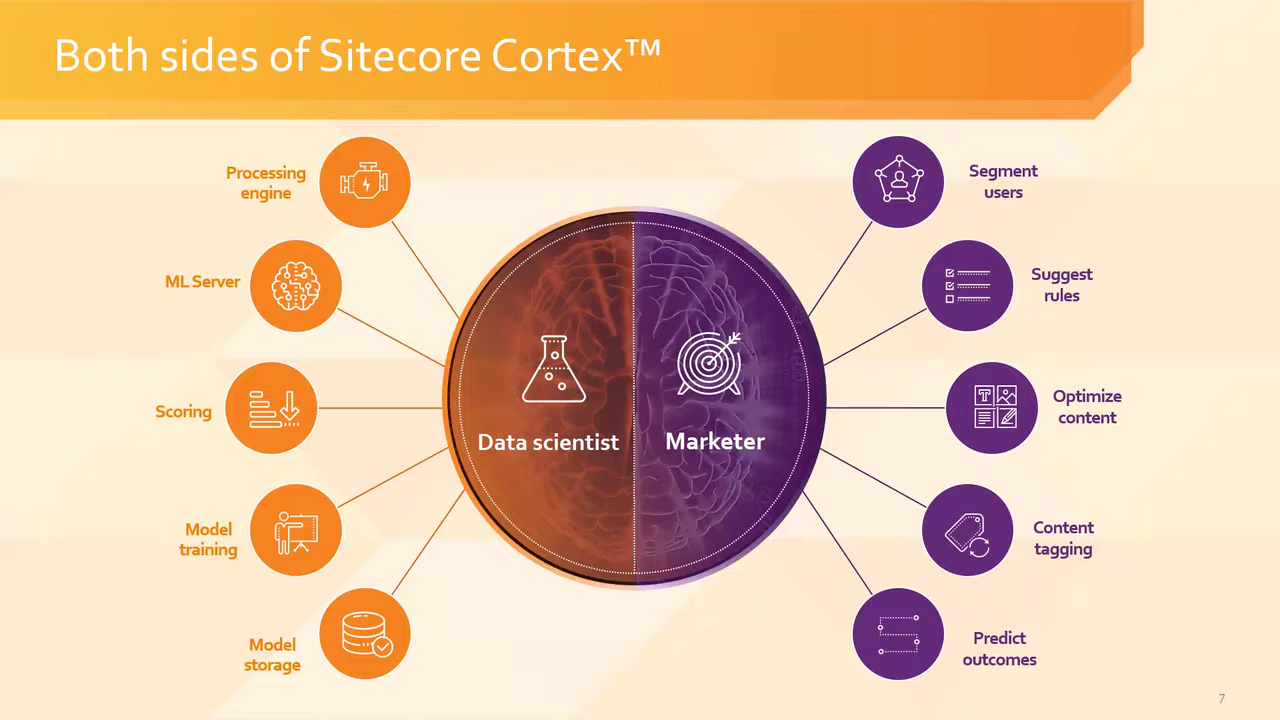 Both sides of Sitecore Cortex™
Processing
engine
ML Server
Scoring
Model
training
Model
storage
Data scientist
Marketer
Segment
users
Suggest
rules
Optimize
content
Content
tagging
Predict
outcomes
7